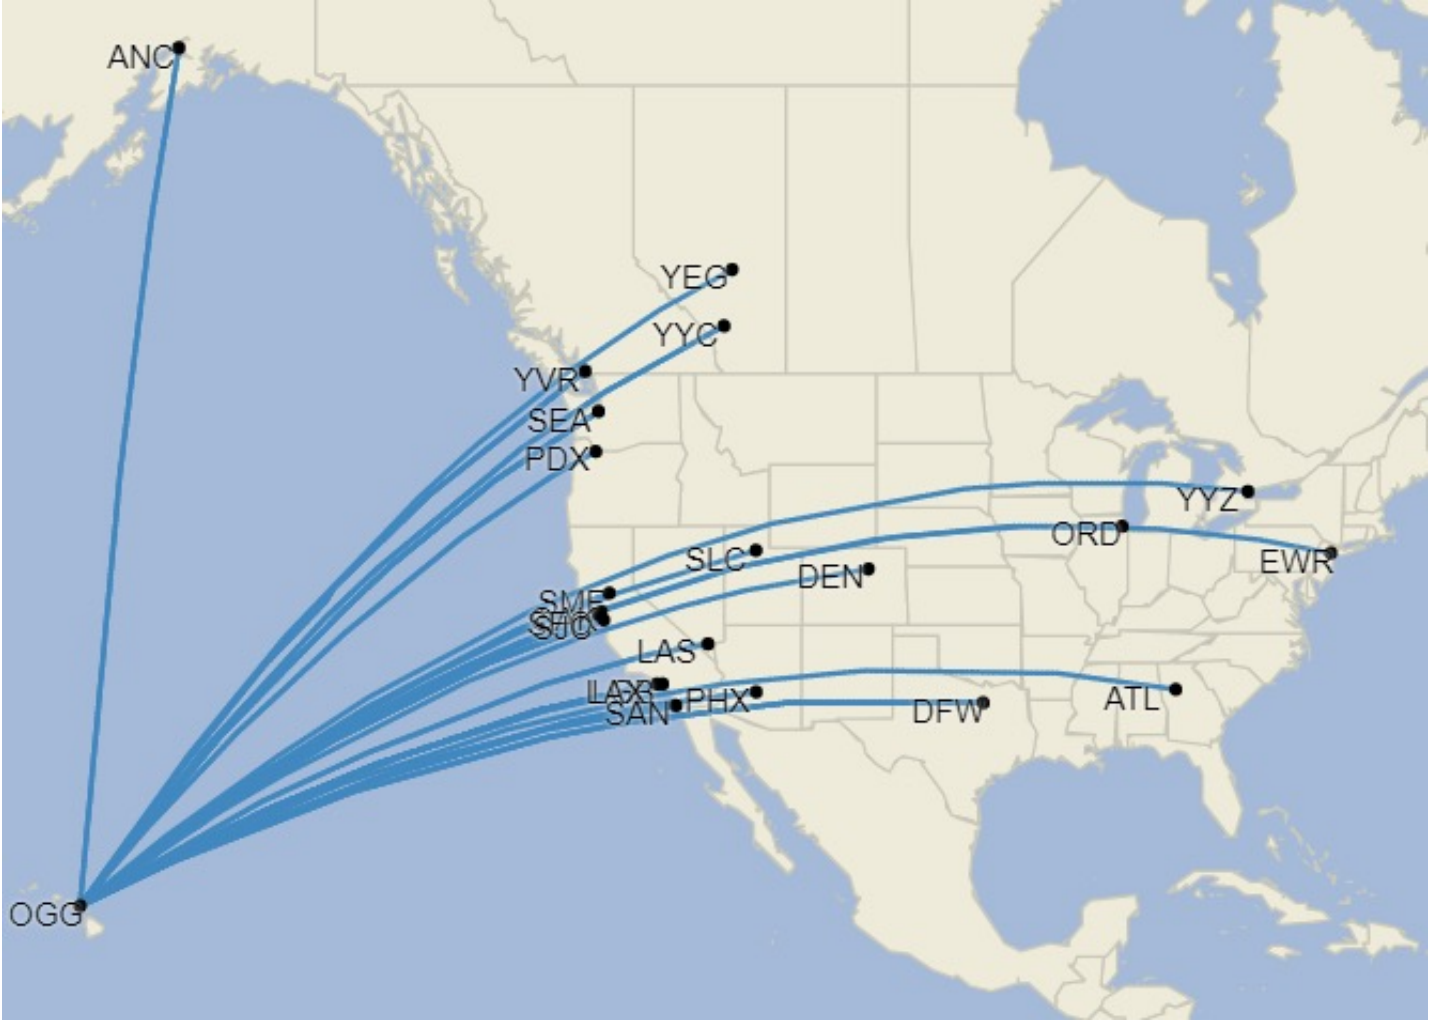 ANC
YEG
YYC
YVR
SEA
PDX
YYZ
ORD
SLC
EWR
DEN
SMF
SJC
LAS
LAX
PHX
ATL
SAN
DFW
OGG